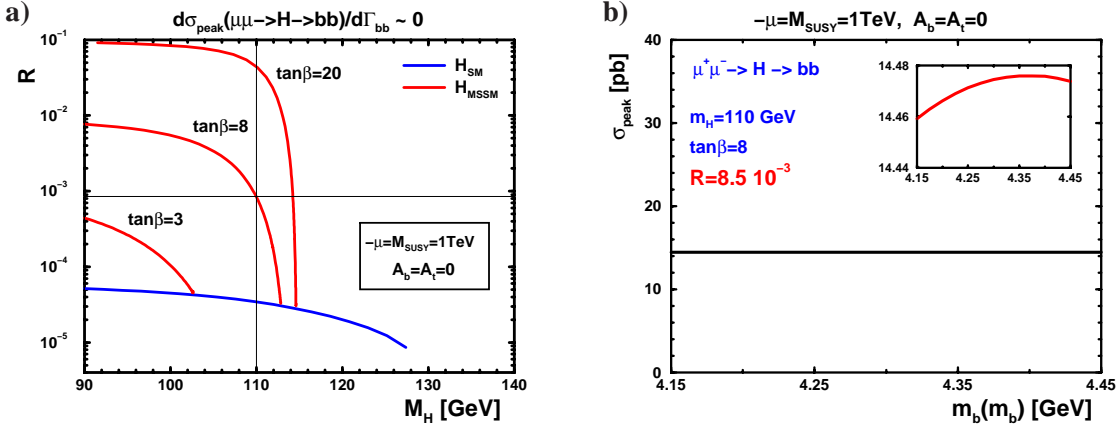 a)
dσpeak(μμ->H->bb)/dΓbb ~ 0
R
10⁻¹
10⁻²
10⁻³
10⁻⁴
10⁻⁵
tanβ=20
tanβ=8
tanβ=3
HSM
HMSSM
−μ=MSUSY=1TeV
Ab=At=0
90 100 110 120 130 140
MH [GeV]
b)
−μ=MSUSY=1TeV, Ab=At=0
σpeak [pb]
40
35
30
25
20
15
10
5
0
μ⁺μ⁻−> H −> bb
mH=110 GeV
tanβ=8
R=8.5 10⁻³
14.48
14.46
14.44
4.15 4.25 4.35 4.45
4.15 4.25 4.35 4.45
mb(mb) [GeV]